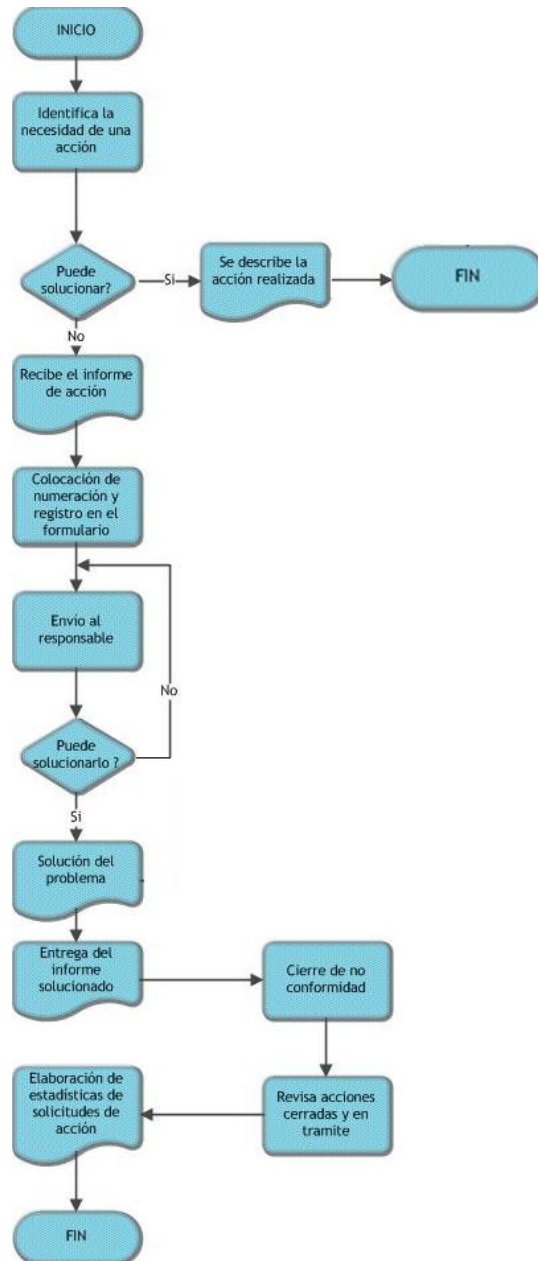 INICIO
Identifica la
necesidad de una
acción
Puede
solucionar?
Si
Se describe la
acción realizada
FIN
No
Recibe el informe
de acción
Colocación de
numeración y
registro en el
formulario
Envío al
responsable
No
Puede
solucionarlo ?
Si
Solución del
problema
Entrega del
informe
solucionado
Cierre de no
conformidad
Elaboración de
estadísticas de
solicitudes de
acción
Revisa acciones
cerradas y en
tramite
FIN